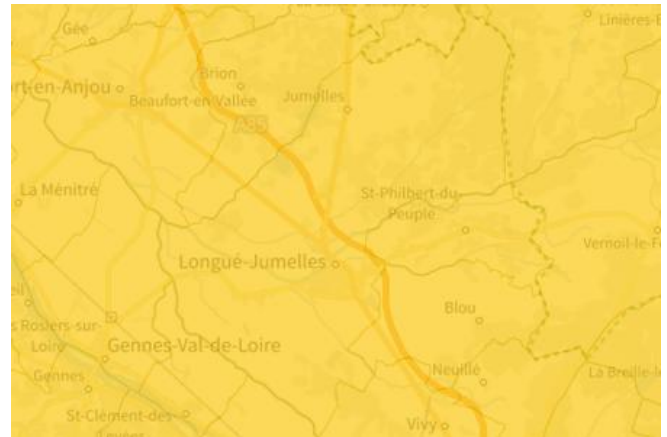 Gée
Linières-B
Brion
rt-en-Anjou
Beaufort-en-Vallée
Jumelles
A85
La Ménitré
St-Philbert-du-
Peuple
Vernoil-le-Fo
Longué-Jumelles
eil
Blou
s Rosiers-sur-
Loire
Gennes-Val-de-Loire
Neuillé
La Breille-le
Gennes
St-Clément-des-
Vivy